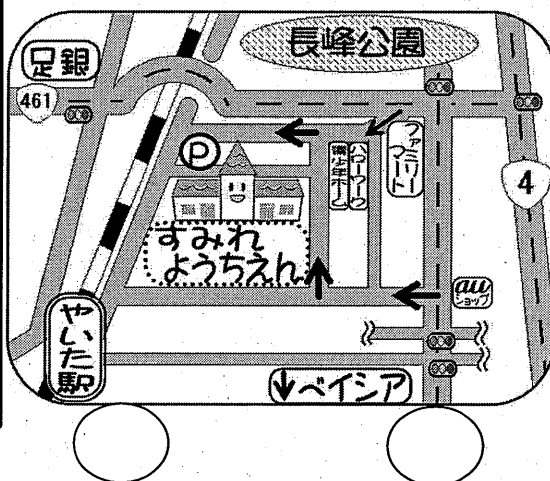 長峰公園
足銀
461
P
ファミリーマート
ハローワーク
勤少年ホーム
4
すみれ
ようちえん
au
ショップ
やいた駅
↓ベイシア